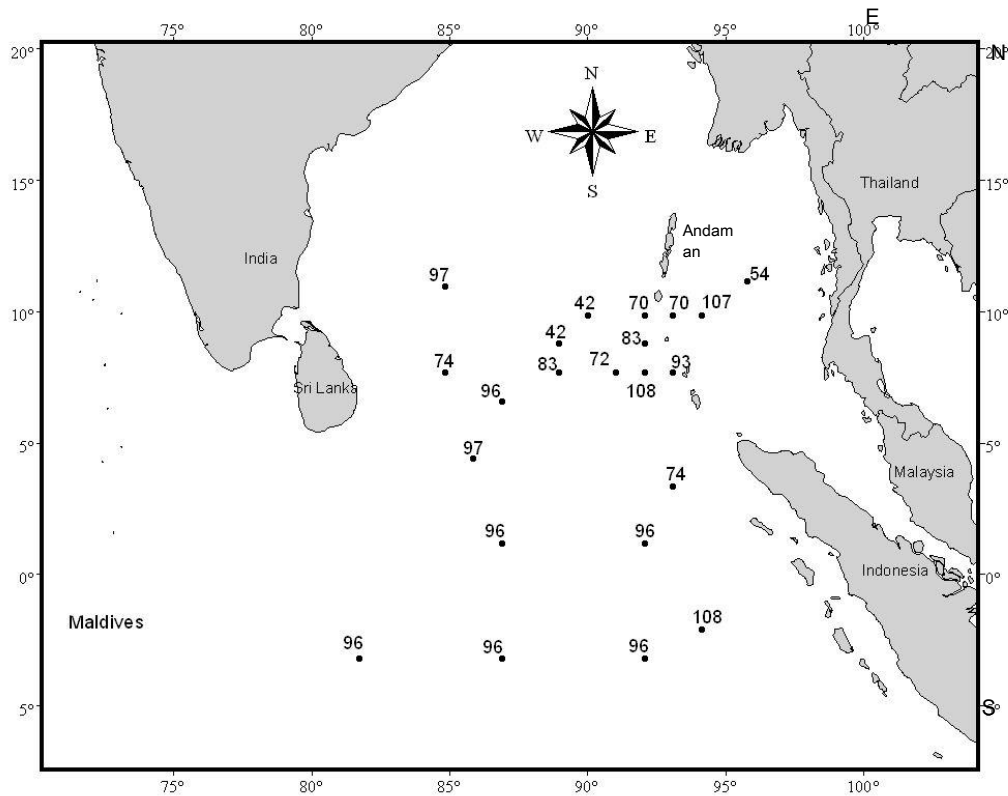 E
75° 80° 85° 90° 95° 100°
20° 20° N
N
W E
S
15° Thailand 15°
Andam
an
India
97 54
10° 42 70 70 107 10°
42 83
74 83 72 108 93
Sri Lanka 96
5° 97 5°
74 Malaysia
96 96
0° Indonesia 0°
Maldives 108
96 96 96
5° S
75° 80° 85° 90° 95° 100°